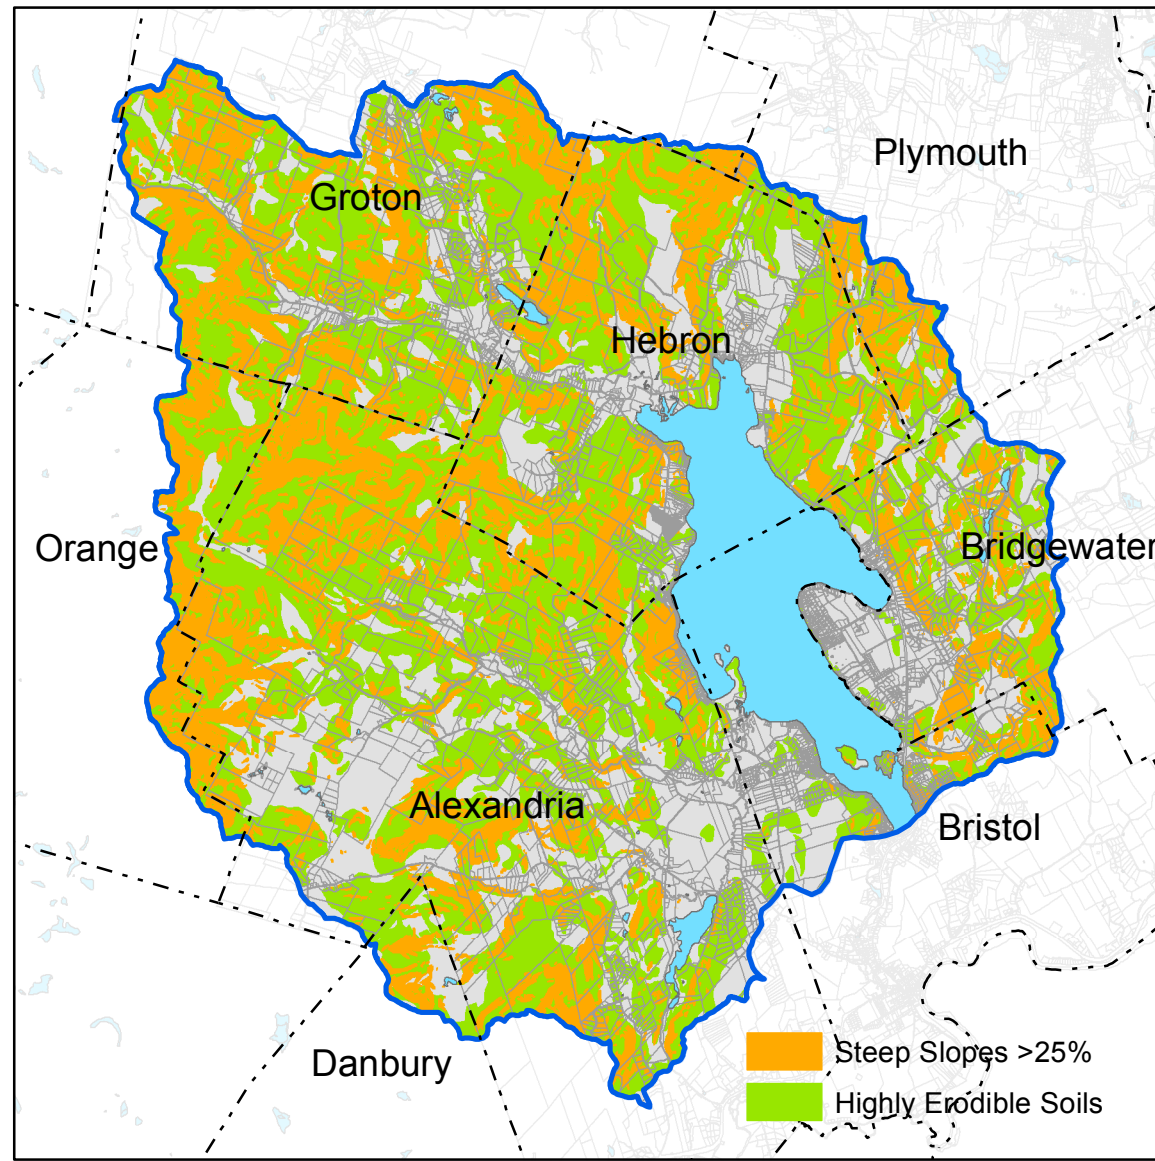 Plymouth
Groton
Hebron
Orange
Bridgewater
Alexandria
Bristol
Danbury
Steep Slopes >25%
Highly Erodible Soils